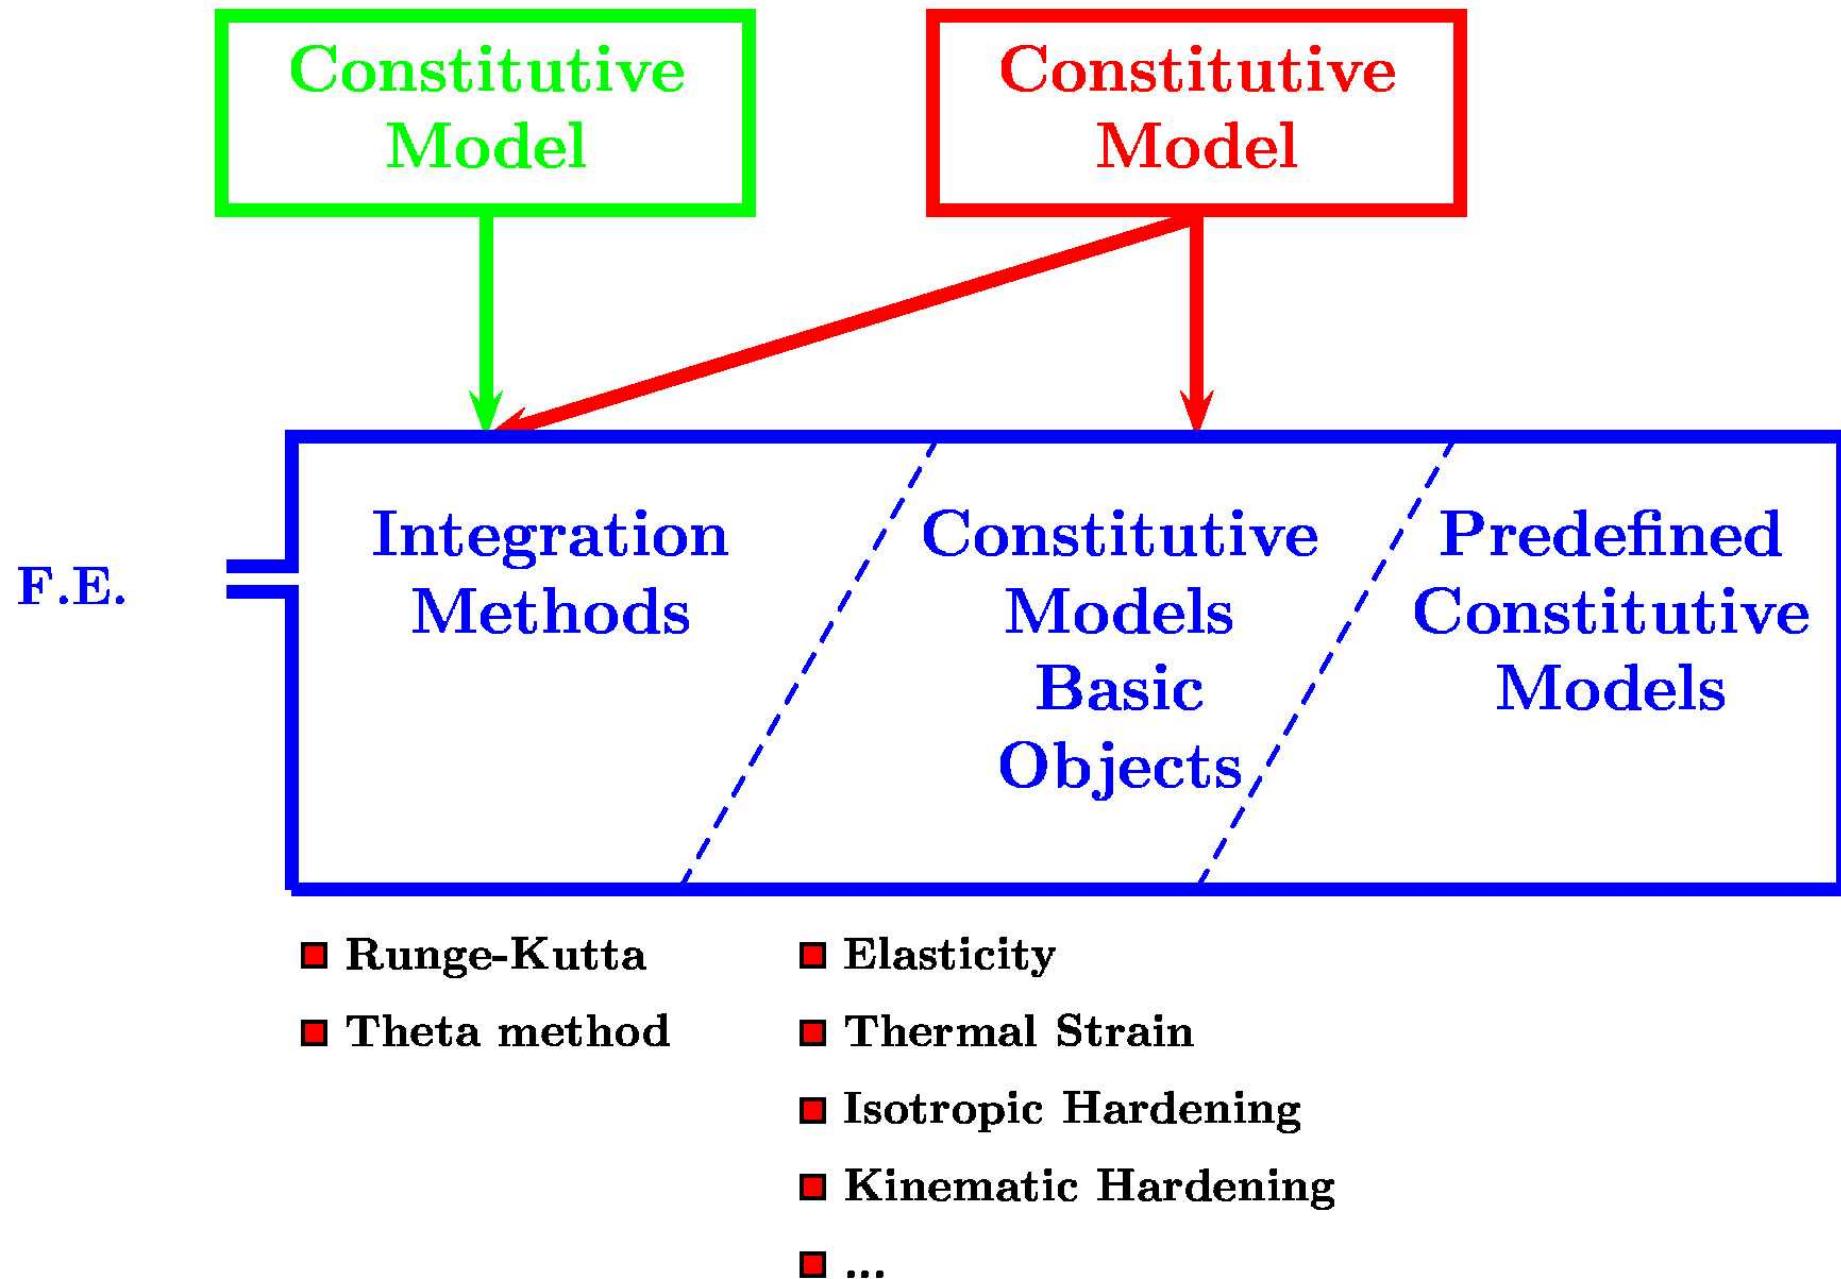 Constitutive
Model
Constitutive
Model
F.E.
Integration
Methods
Constitutive
Models
Basic
Objects
Predefined
Constitutive
Models
Runge-Kutta
Theta method
Elasticity
Thermal Strain
Isotropic Hardening
Kinematic Hardening
...